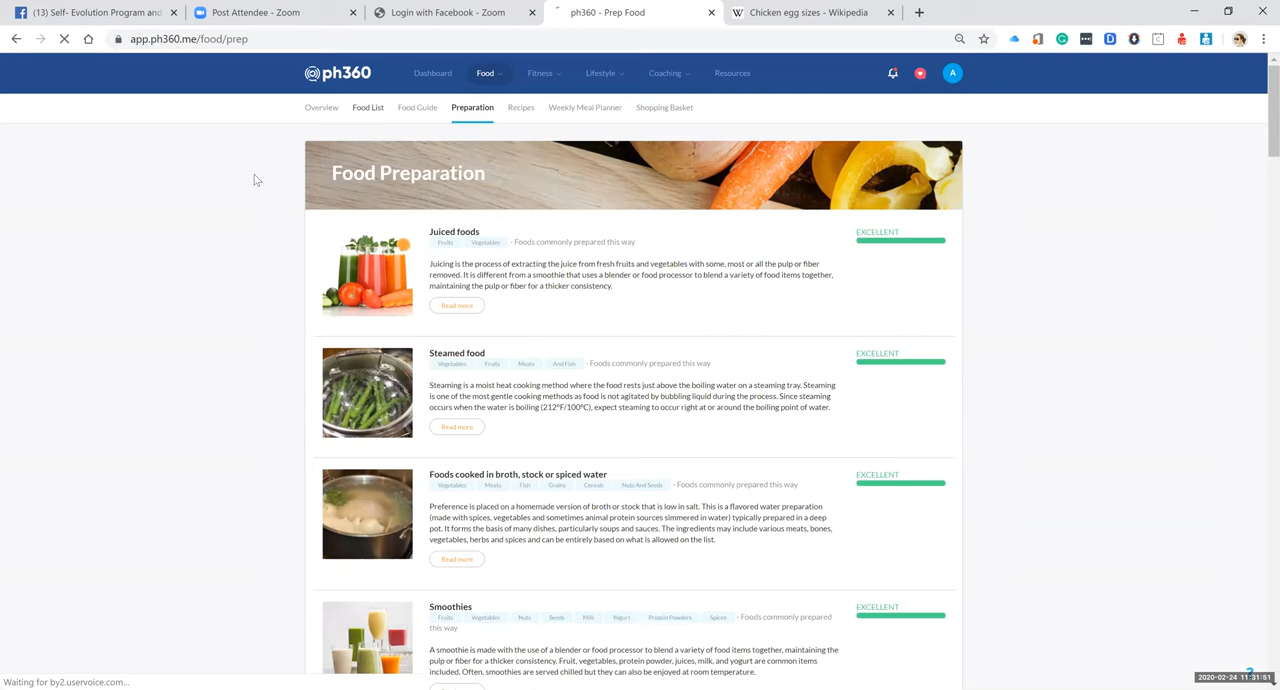 (13) Self- Evolution Program and
Post Attendee - Zoom
Login with Facebook - Zoom
ph360 - Prep Food
Chicken egg sizes - Wikipedia
app.ph360.me/food/prep
ph360
Dashboard
Food
Fitness
Lifestyle
Coaching
Resources
A
Overview
Food List
Food Guide
Preparation
Recipes
Weekly Meal Planner
Shopping Basket
Food Preparation
Juiced foods
EXCELLENT
Fruits Vegetables - Foods commonly prepared this way
Juicing is the process of extracting the juice from fresh fruits and vegetables with some, most or all the pulp or fiber
removed. It is different from a smoothie that uses a blender or food processor to blend a variety of food items together,
maintaining the pulp or fiber for a thicker consistency.
Read more
Steamed food
EXCELLENT
Vegetables Fruits Meats And Fish - Foods commonly prepared this way
Steaming is a moist heat cooking method where the food rests just above the boiling water on a steaming tray. Steaming
is one of the most gentle cooking methods as food is not agitated by bubbling liquid during the process. Since steaming
occurs when the water is boiling (212°F/100°C), expect steaming to occur right at or around the boiling point of water.
Read more
Foods cooked in broth, stock or spiced water
EXCELLENT
Vegetables Meats Fish Grains Cereals Nuts And Seeds - Foods commonly prepared this way
Preference is placed on a homemade version of broth or stock that is low in salt. This is a flavored water preparation
(made with spices, vegetables and sometimes animal protein sources simmered in water) typically prepared in a deep
pot. It forms the basis of many dishes, particularly soups and sauces. The ingredients may include various meats, bones,
vegetables, herbs and spices and can be entirely based on what is allowed on the list.
Read more
Smoothies
EXCELLENT
Fruits Vegetables Nuts Seeds Milk Yogurt Protein Powders Spices - Foods commonly prepared
this way
A smoothie is made with the use of a blender or food processor to blend a variety of food items together, maintaining the
pulp or fiber for a thicker consistency. Fruit, vegetables, protein powder, juices, milk, and yogurt are common items
included. Often, smoothies are served chilled but they can also be enjoyed at room temperature.
Read more
Waiting for by2.uservoice.com...
2020-02-24 11:31:51